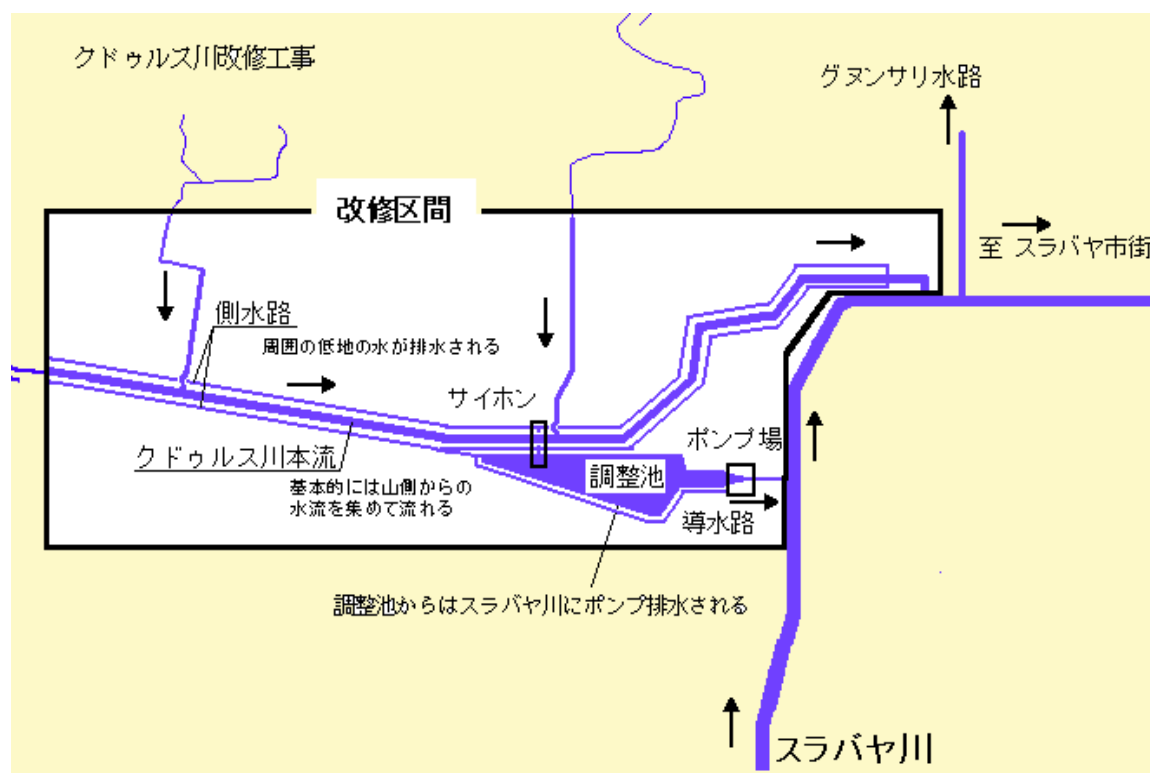 クドゥルス川改修工事
グヌンサリ水路
改修区間
至 スラバヤ市街
側水路
周囲の低地の水が排水される
サイホン
ポンプ場
クドゥルス川本流
調整池
基本的には山側からの
水流を集めて流れる
導水路
調整池からはスラバヤ川にポンプ排水される
スラバヤ川